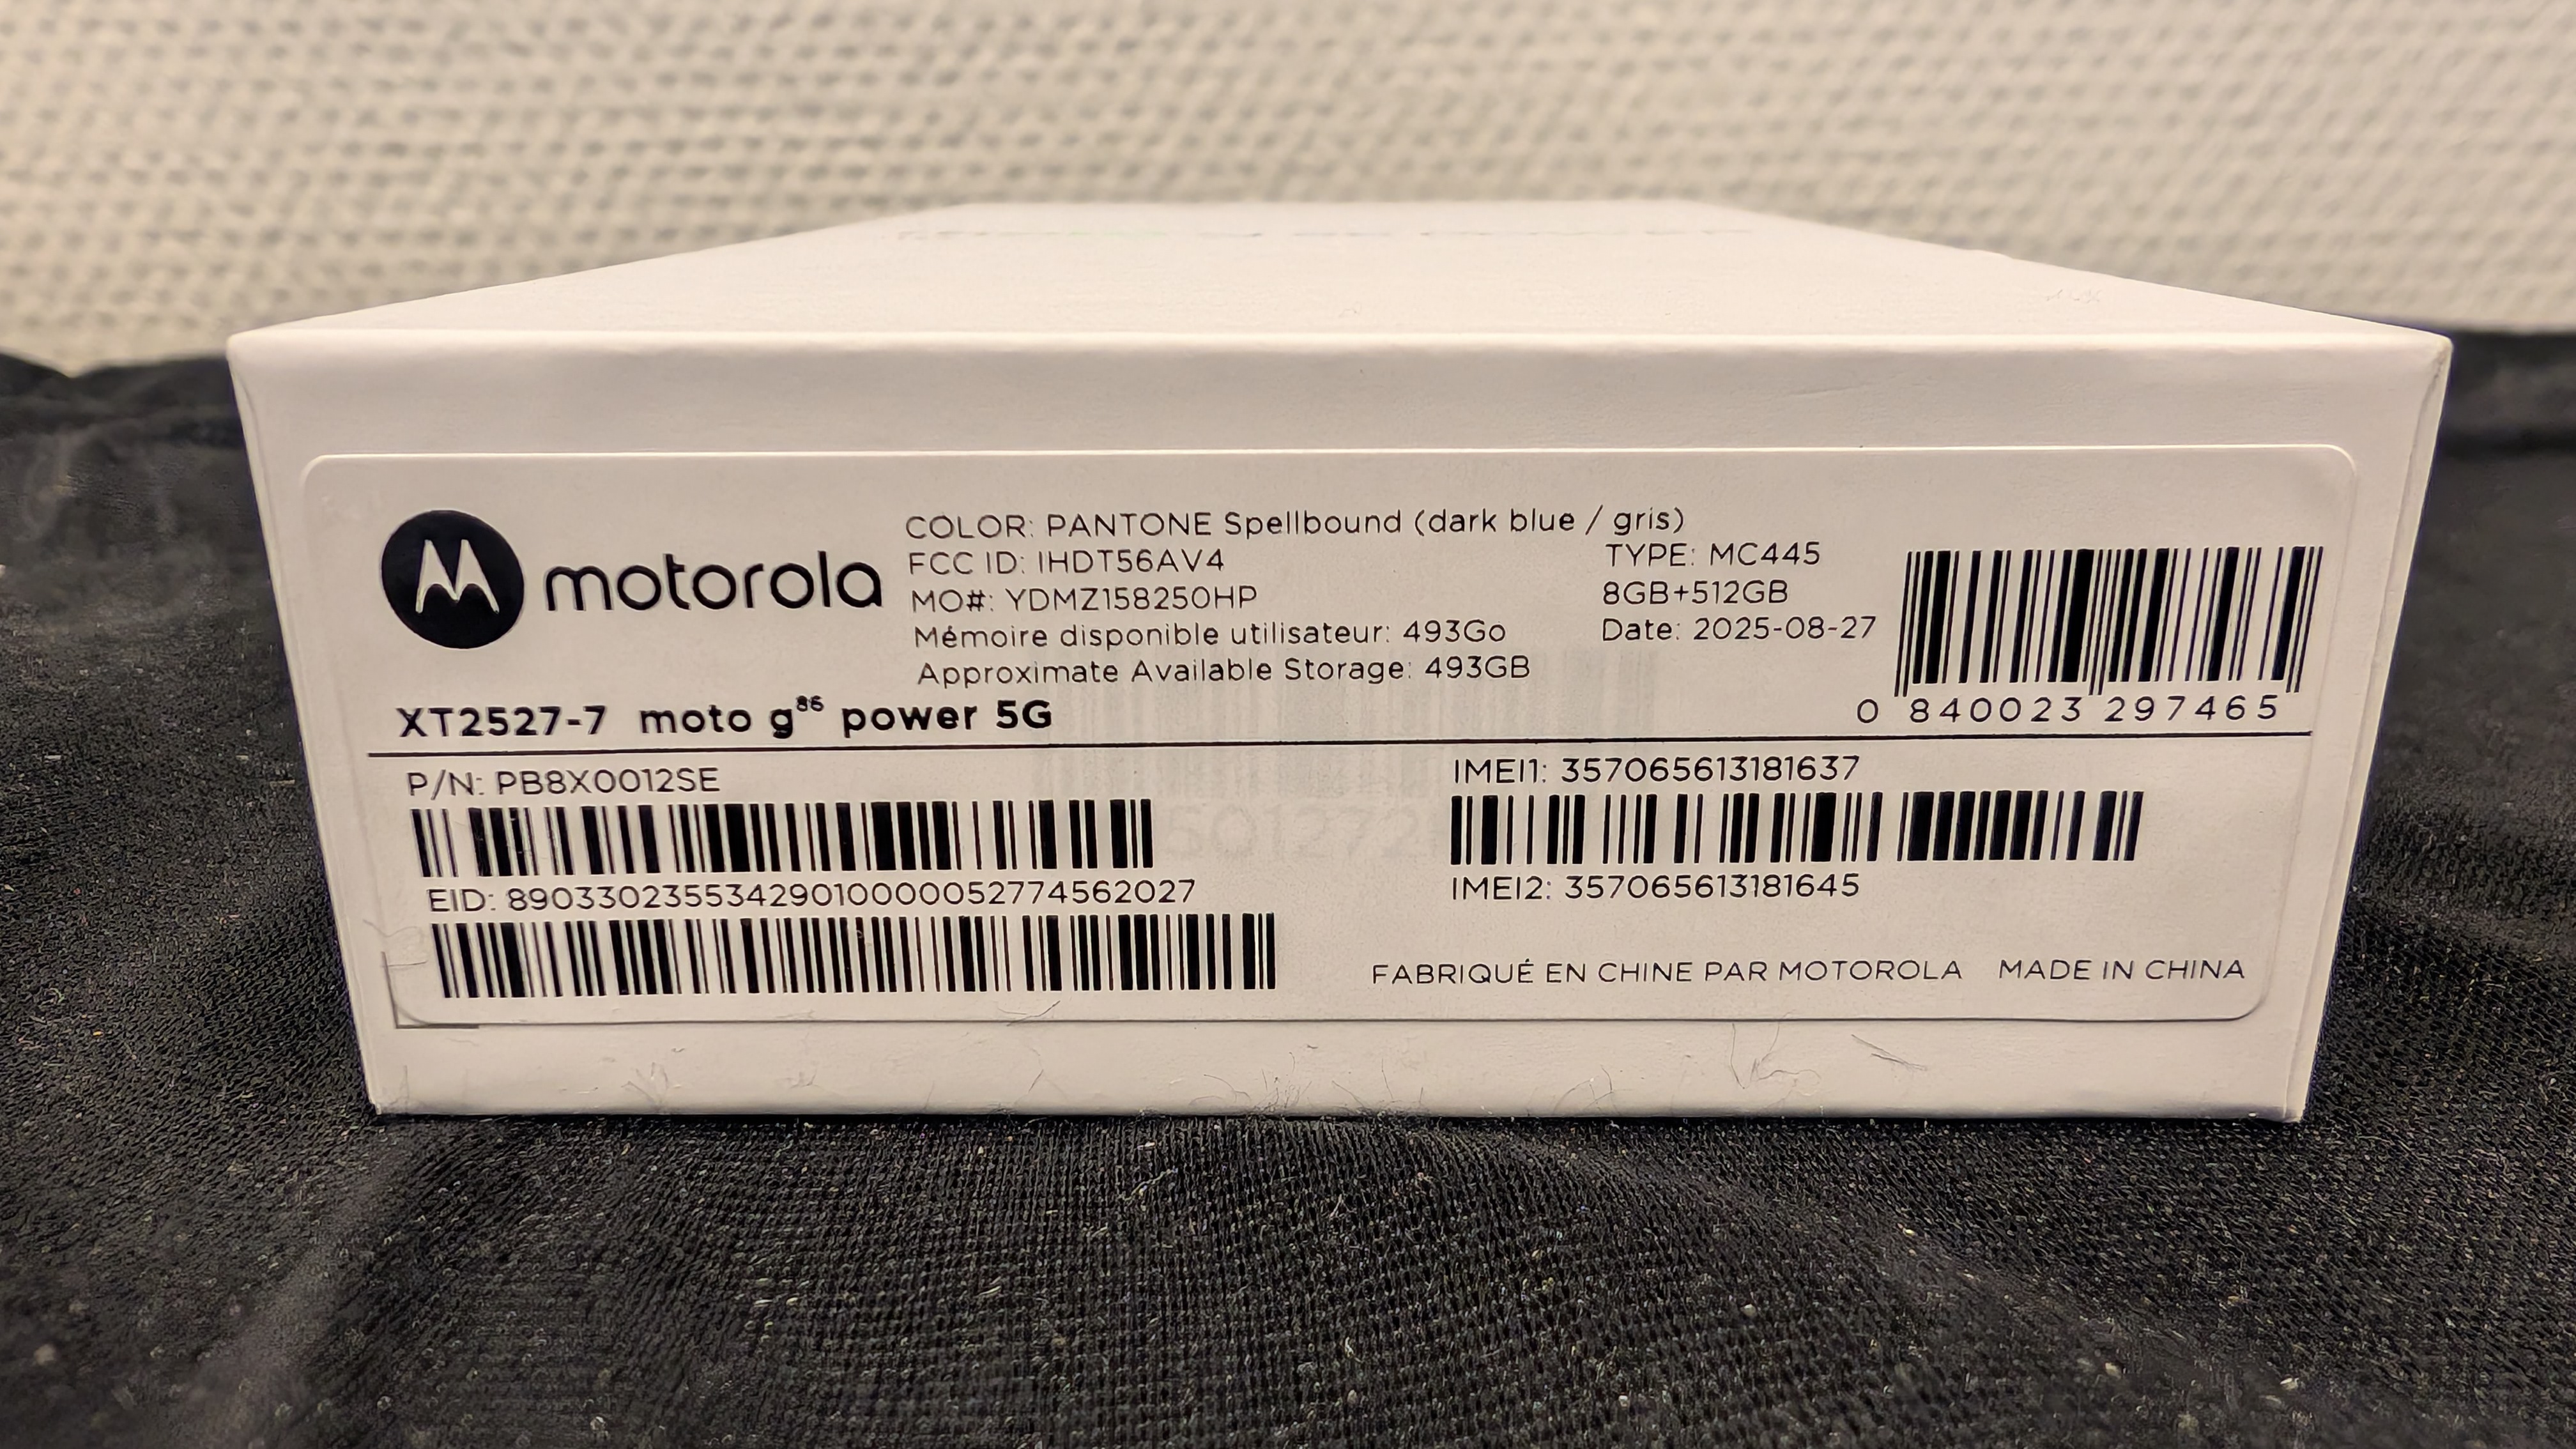 motorola
COLOR: PANTONE Spellbound (dark blue / gris)
FCC ID: IHDT56AV4
MO#: YDMZ158250HP
Mémoire disponible utilisateur: 493Go
Approximate Available Storage: 493GB
TYPE: MC445
8GB+512GB
Date: 2025-08-27
0 840023 297465
XT2527-7 moto g86 power 5G
P/N: PB8X0012SE
EID: 89033023553429010000052774562027
IMEI1: 357065613181637
IMEI2: 357065613181645
FABRIQUÉ EN CHINE PAR MOTOROLA MADE IN CHINA